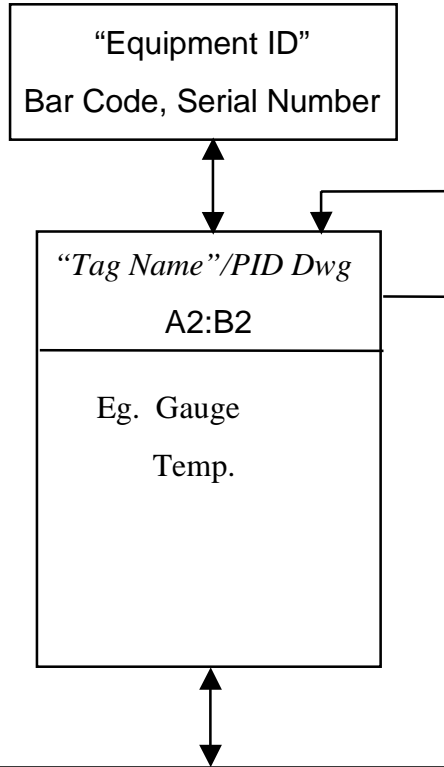 “Equipment ID”
Bar Code, Serial Number
“Tag Name”/PID Dwg
A2:B2
Eg. Gauge
Temp.